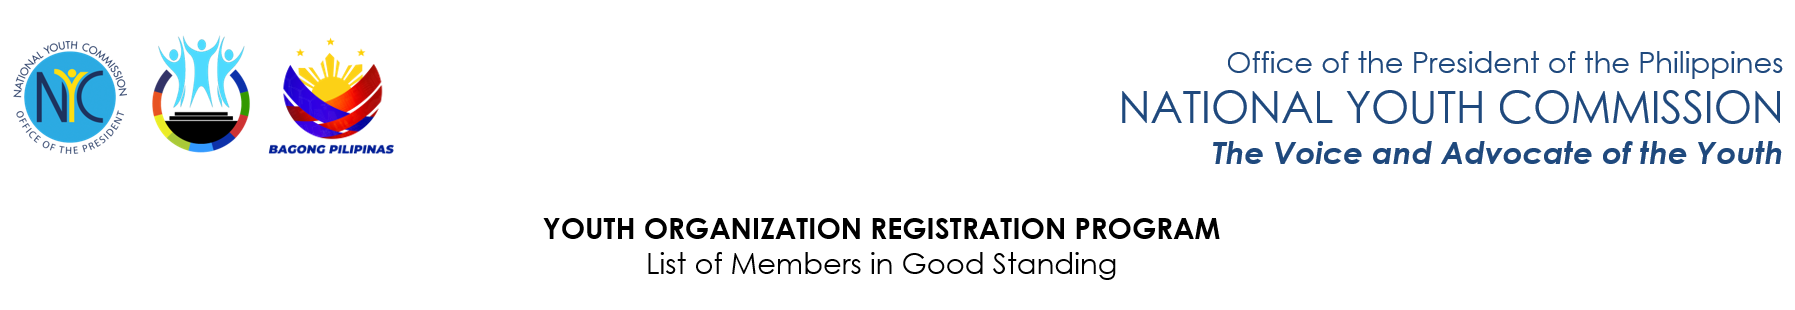 NATIONAL YOUTH COMMISSION
NYC
OFFICE OF THE PRESIDENT
BAGONG PILIPINAS
Office of the President of the Philippines
NATIONAL YOUTH COMMISSION
The Voice and Advocate of the Youth
YOUTH ORGANIZATION REGISTRATION PROGRAM
List of Members in Good Standing